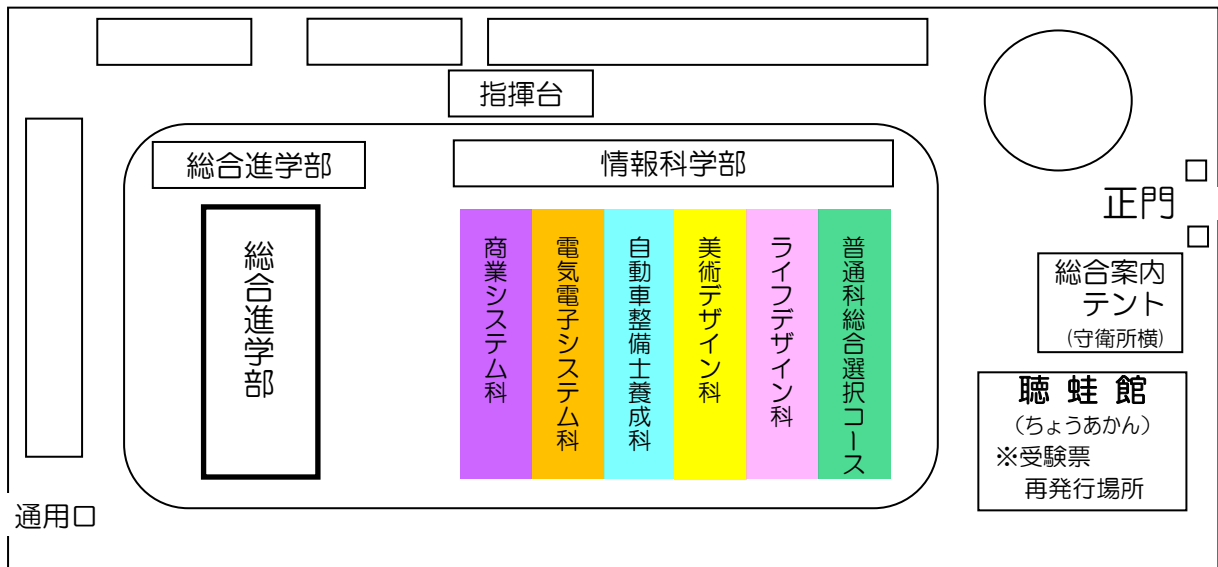 指揮台
総合進学部
情報科学部
総合進学部
商業システム科
電気電子システム科
自動車整備士養成科
美術デザイン科
ライフデザイン科
普通科総合選択コース
正門
総合案内
テント
(守衛所横)
聴蛙館
（ちょうあかん）
※受験票
再発行場所
通用口